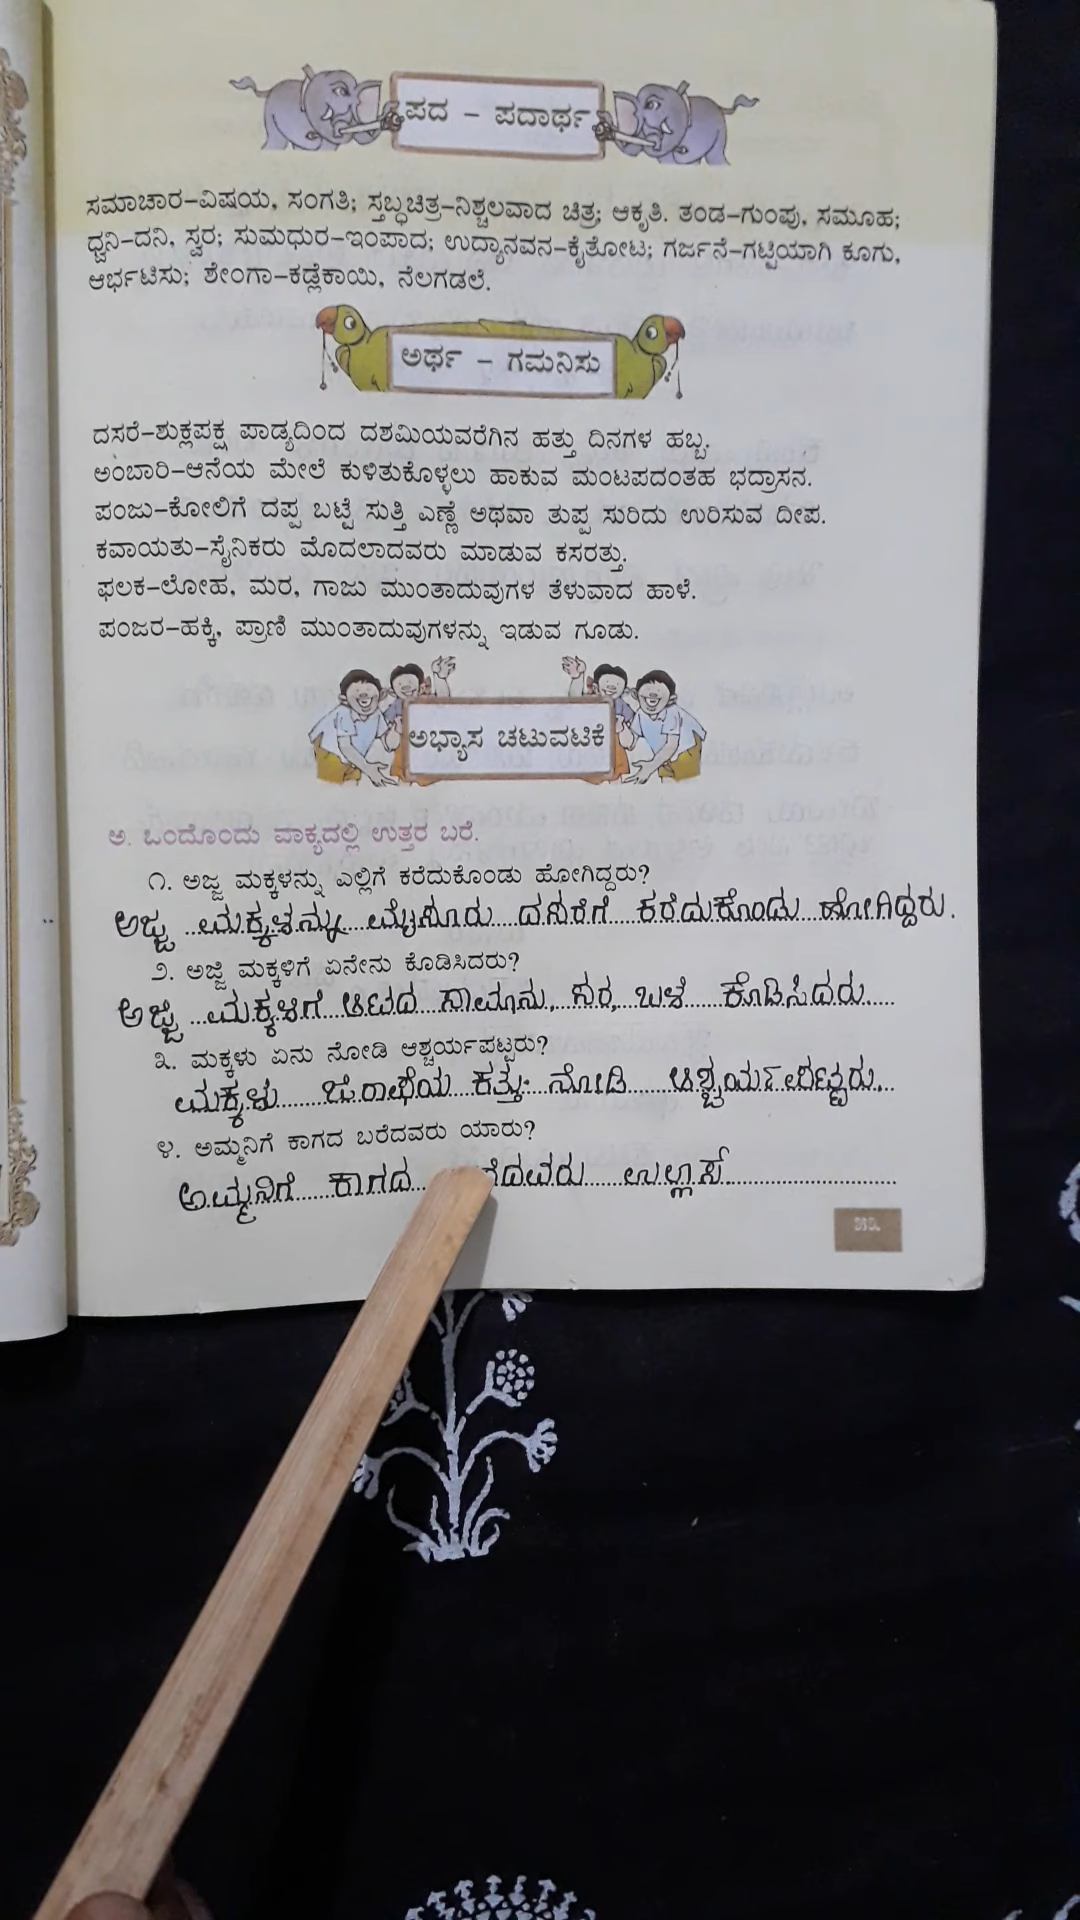 ಪದ – ಪದಾರ್ಥ
ಸಮಾಚಾರ–ವಿಷಯ, ಸಂಗತಿ; ಸ್ತಬ್ಧಚಿತ್ರ–ನಿಶ್ಚಲವಾದ ಚಿತ್ರ; ಆಕೃತಿ. ತಂಡ–ಗುಂಪು, ಸಮೂಹ;
ಧ್ವನಿ–ದನಿ, ಸ್ವರ; ಸುಮಧುರ–ಇಂಪಾದ; ಉದ್ಯಾನವನ–ಕೈತೋಟ; ಗರ್ಜನೆ–ಗಟ್ಟಿಯಾಗಿ ಕೂಗು,
ಆರ್ಭಟಿಸು; ಶೇಂಗಾ–ಕಡ್ಲೆಕಾಯಿ, ನೆಲಗಡಲೆ.
ಅರ್ಥ – ಗಮನಿಸು
ದಸರೆ–ಶುಕ್ಲಪಕ್ಷ ಪಾಡ್ಯದಿಂದ ದಶಮಿಯವರೆಗಿನ ಹತ್ತು ದಿನಗಳ ಹಬ್ಬ.
ಅಂಬಾರಿ–ಆನೆಯ ಮೇಲೆ ಕುಳಿತುಕೊಳ್ಳಲು ಹಾಕುವ ಮಂಟಪದಂತಹ ಭದ್ರಾಸನ.
ಪಂಜು–ಕೋಲಿಗೆ ದಪ್ಪ ಬಟ್ಟೆ ಸುತ್ತಿ ಎಣ್ಣೆ ಅಥವಾ ತುಪ್ಪ ಸುರಿದು ಉರಿಸುವ ದೀಪ.
ಕವಾಯತು–ಸೈನಿಕರು ಮೊದಲಾದವರು ಮಾಡುವ ಕಸರತ್ತು.
ಫಲಕ–ಲೋಹ, ಮರ, ಗಾಜು ಮುಂತಾದುವುಗಳ ತೆಳುವಾದ ಹಾಳೆ.
ಪಂಜರ–ಹಕ್ಕಿ, ಪ್ರಾಣಿ ಮುಂತಾದುವುಗಳನ್ನು ಇಡುವ ಗೂಡು.
ಅಭ್ಯಾಸ ಚಟುವಟಿಕೆ
ಅ. ಒಂದೊಂದು ವಾಕ್ಯದಲ್ಲಿ ಉತ್ತರ ಬರೆ.
೧. ಅಜ್ಜ ಮಕ್ಕಳನ್ನು ಎಲ್ಲಿಗೆ ಕರೆದುಕೊಂಡು ಹೋಗಿದ್ದರು?
ಅಜ್ಜ ಮಕ್ಕಳನ್ನು ಮೈಸೂರು ದಸರೆಗೆ ಕರೆದುಕೊಂಡು ಹೋಗಿದ್ದರು.
೨. ಅಜ್ಜಿ ಮಕ್ಕಳಿಗೆ ಏನೇನು ಕೊಡಿಸಿದರು?
ಅಜ್ಜಿ ಮಕ್ಕಳಿಗೆ ಆಟದ ಸಾಮಾನು, ಸರ, ಬಳೆ ಕೊಡಿಸಿದರು.
೩. ಮಕ್ಕಳು ಏನು ನೋಡಿ ಆಶ್ಚರ್ಯಪಟ್ಟರು?
ಮಕ್ಕಳು ಜಿರಾಫೆಯ ಕತ್ತು ನೋಡಿ ಆಶ್ಚರ್ಯಪಟ್ಟರು.
೪. ಅಮ್ಮನಿಗೆ ಕಾಗದ ಬರೆದವರು ಯಾರು?
ಅಮ್ಮನಿಗೆ ಕಾಗದ ರೆದವರು ಉಲ್ಲಾಸ್